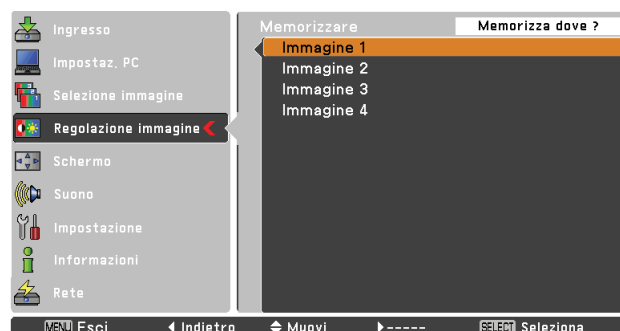 Ingresso
Impostaz. PC
Selezione immagine
Regolazione immagine
Schermo
Suono
Impostazione
Informazioni
Rete
Memorizzare
Memorizza dove ?
Immagine 1
Immagine 2
Immagine 3
Immagine 4
MENU Esci Indietro Muovi ----- SELECT Seleziona